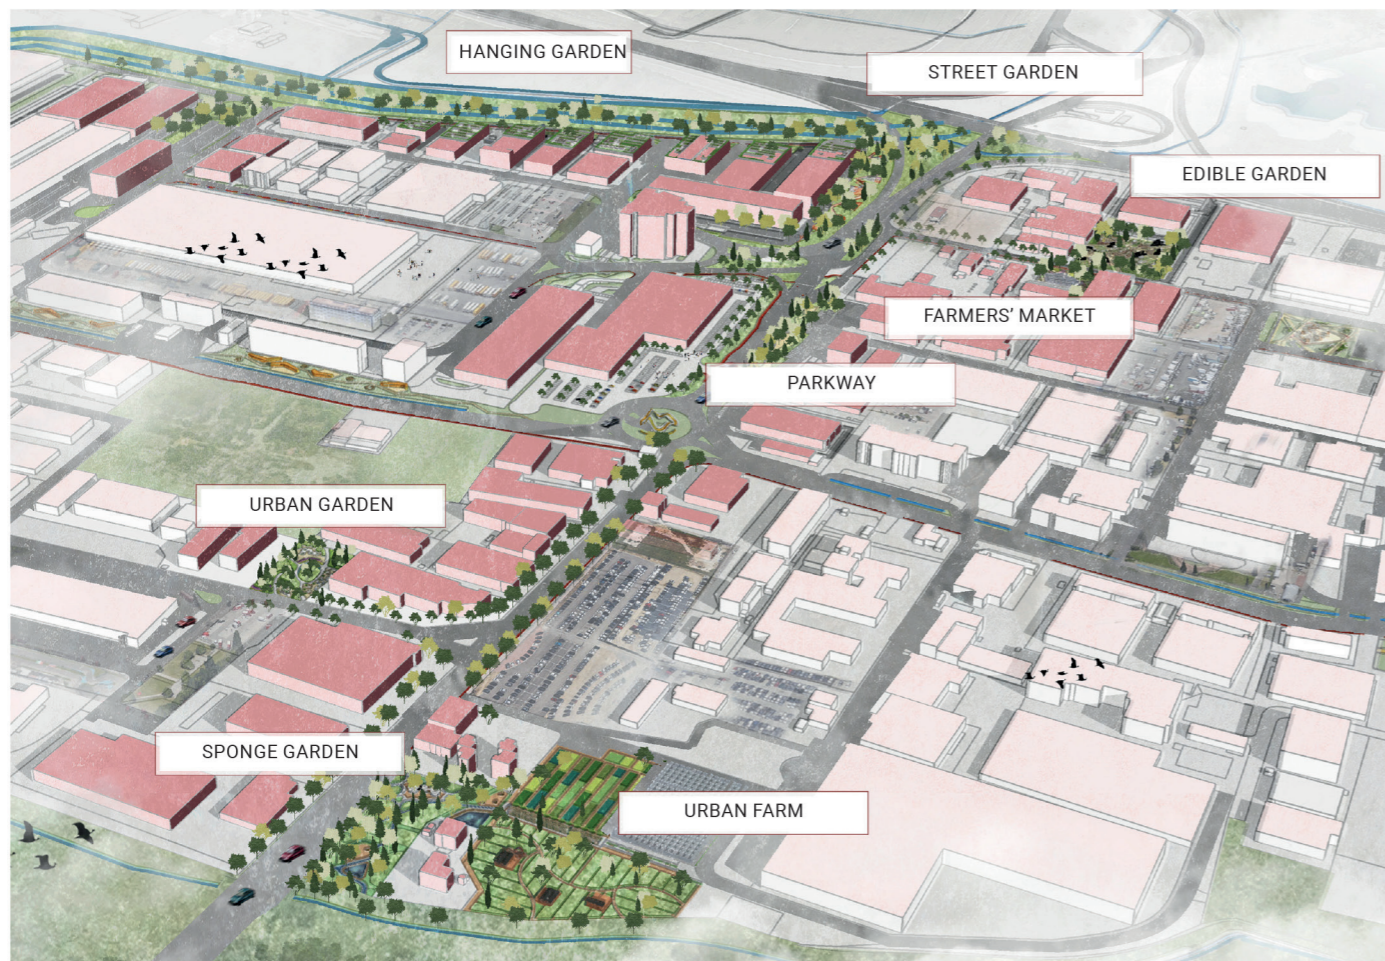 HANGING GARDEN
STREET GARDEN
EDIBLE GARDEN
FARMERS’ MARKET
PARKWAY
URBAN GARDEN
SPONGE GARDEN
URBAN FARM